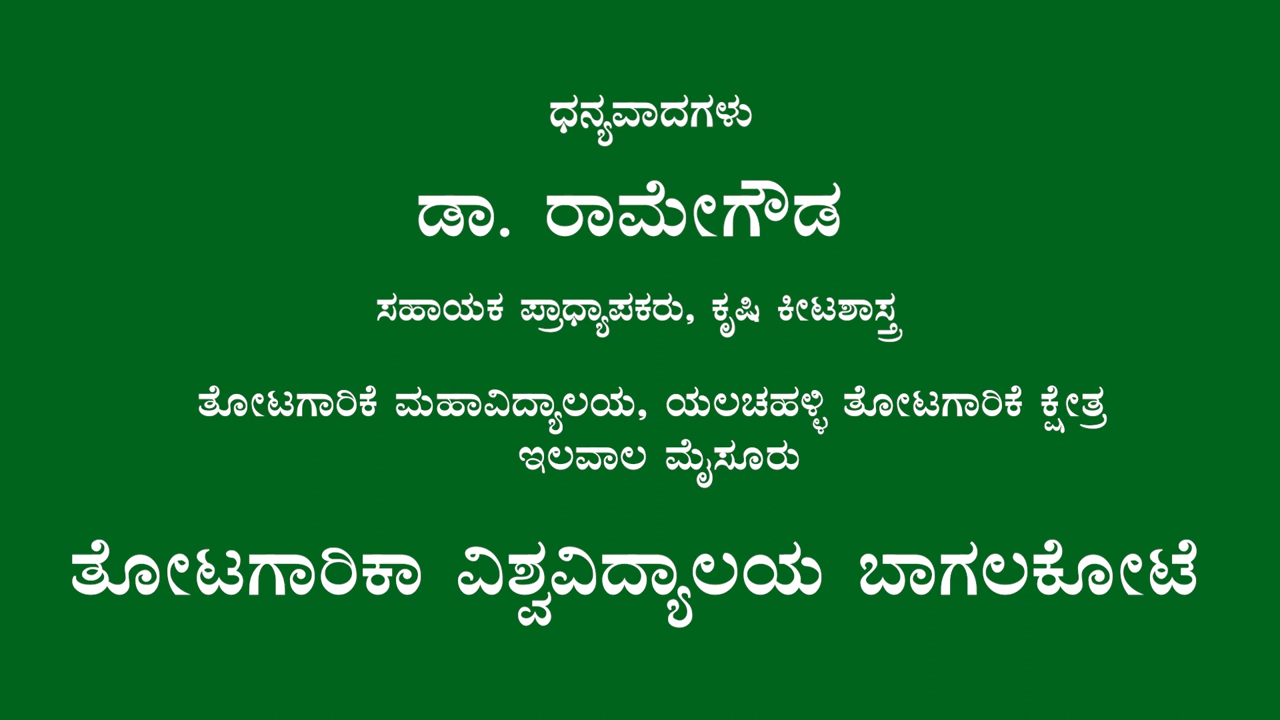 ಧನ್ಯವಾದಗಳು
ಡಾ. ರಾಮೇಗೌಡ
ಸಹಾಯಕ ಪ್ರಾಧ್ಯಾಪಕರು, ಕೃಷಿ ಕೀಟಶಾಸ್ತ್ರ
ತೋಟಗಾರಿಕೆ ಮಹಾವಿದ್ಯಾಲಯ, ಯಲಚಹಳ್ಳಿ ತೋಟಗಾರಿಕೆ ಕ್ಷೇತ್ರ
ಇಲವಾಲ ಮೈಸೂರು
ತೋಟಗಾರಿಕಾ ವಿಶ್ವವಿದ್ಯಾಲಯ ಬಾಗಲಕೋಟೆ